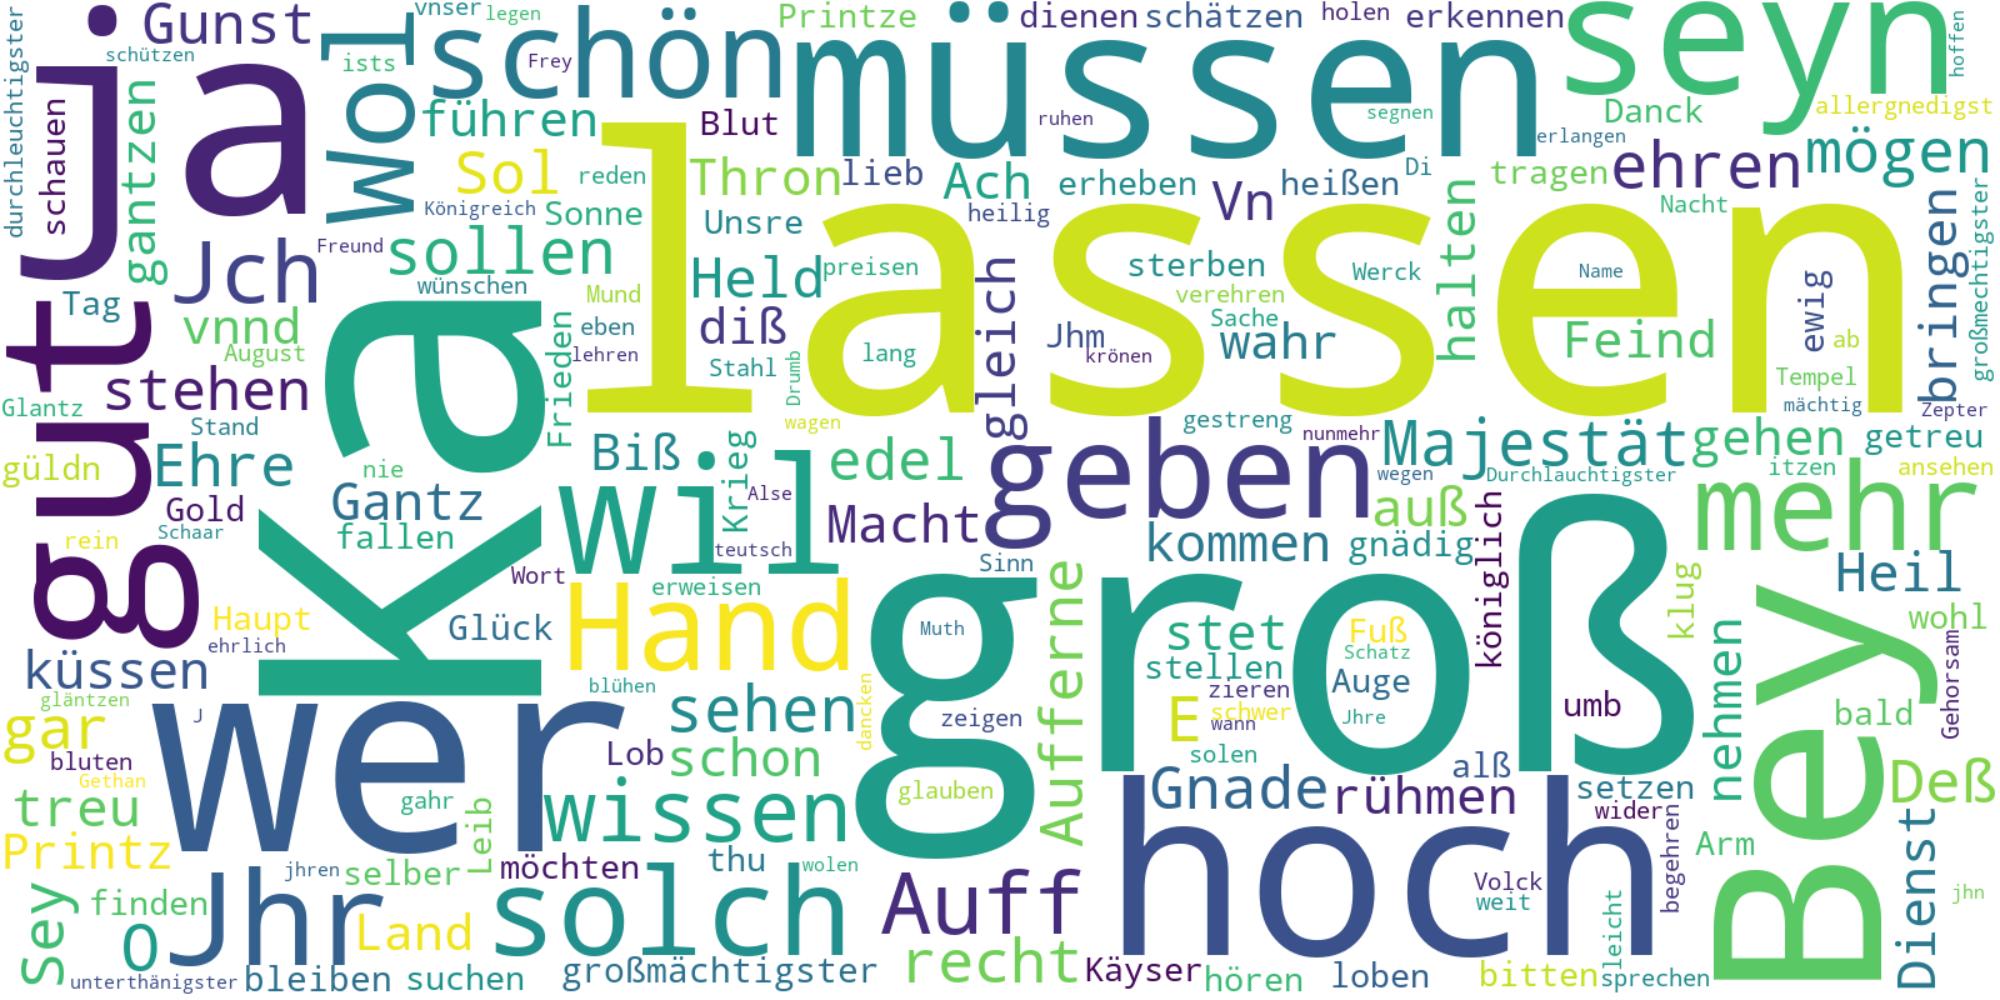 durchleuchtigster
ja
Gunst
schützen
schauen
gantzen
Wol
ists
vnser
legen
schön
Frey
Printze
dienen
schätzen
holen
erkennen
müssen
seyn
hoffen
führen
Blut
ruhen
segnen
Danck
allergnedigst
erlangen
Sol
reden
Thron
lieb
Ach
erheben
Vn
heißen
Di
tragen
ehren
mögen
Königreich
Sonne
Unsre
heilig
halten
Nacht
bringen
großmechtigster
Jch
Freund
sollen
lassen
Held
preisen
gleich
sterben
Werck
Name
verehren
Tag
wünschen
Mund
Sache
ewig
vnnd
eben
diß
Jhm
wahr
Feind
ab
August
gut
Ka
Frieden
lehren
Stahl
Drumb
lang
krönen
Tempel
mächtig
Zepter
stehen
Glantz
Stand
wagen
gestreng
nunmehr
Majestät
gehen
getreu
güldn
Ehre
nie
Biß
Krieg
edel
geben
wegen
Durchlauchtigster
itzen
ansehen
Gold
Gantz
wil
Alse
Macht
auß
mehr
rein
Schaar
fallen
teutsch
kommen
gnädig
königlich
Sinn
Heil
Wort
erweisen
Haupt
Hand
groß
Aufferne
klug
wohl
ehrlich
Glück
Muth
stet
Fuß
Schatz
nehmen
Bey
Gehorsam
küssen
blühen
stellen
Auge
gläntzen
J
wer
sehen
dancken
zeigen
zieren
E
schwer
wann
Jhre
umb
bald
gar
bluten
Lob
schon
solen
alß
Gethan
gahr
Leib
wissen
glauben
Gnade
rühmen
setzen
widern
Deß
treu
Printz
hoch
begehren
Arm
Dienst
jhren
selber
möchten
thu
wolen
Volck
weit
jhn
Sey
finden
O
Jhr
Land
solch
Auff
leicht
recht
unterthänigster
bleiben
suchen
großmächtigster
Käyser
hören
loben
bitten
sprechen